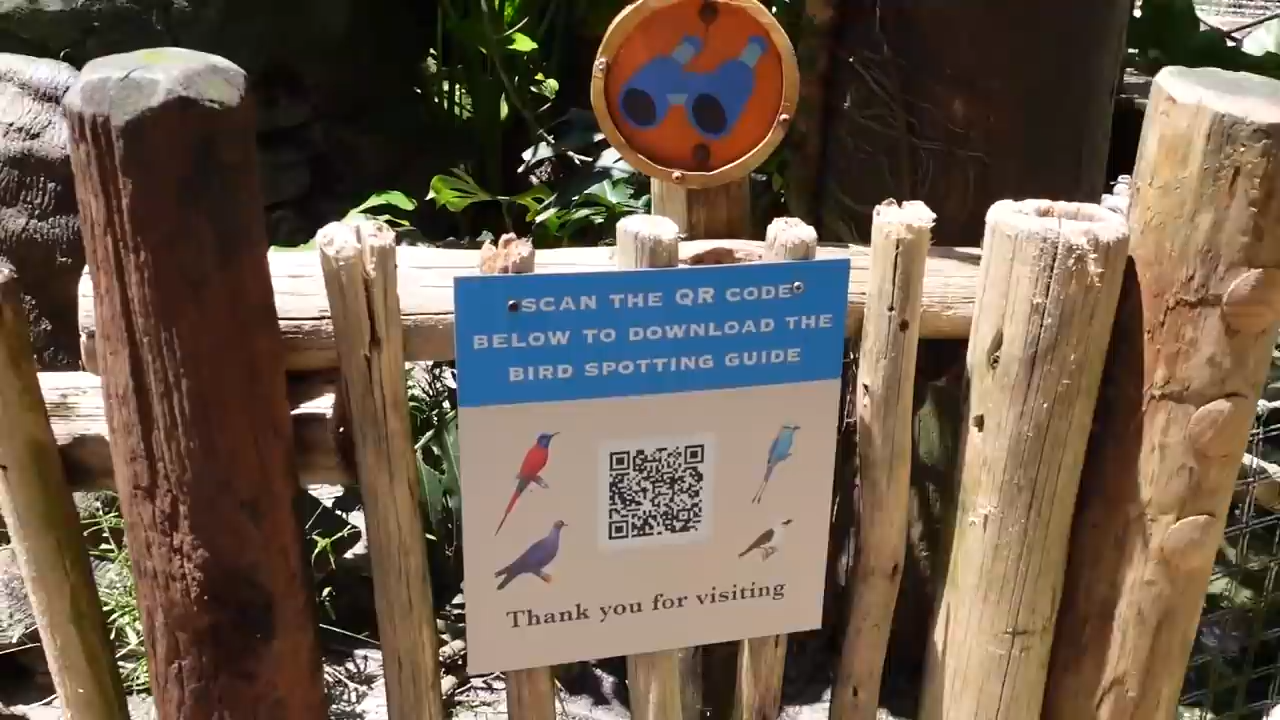 SCAN THE QR CODE
BELOW TO DOWNLOAD THE
BIRD SPOTTING GUIDE
Thank you for visiting